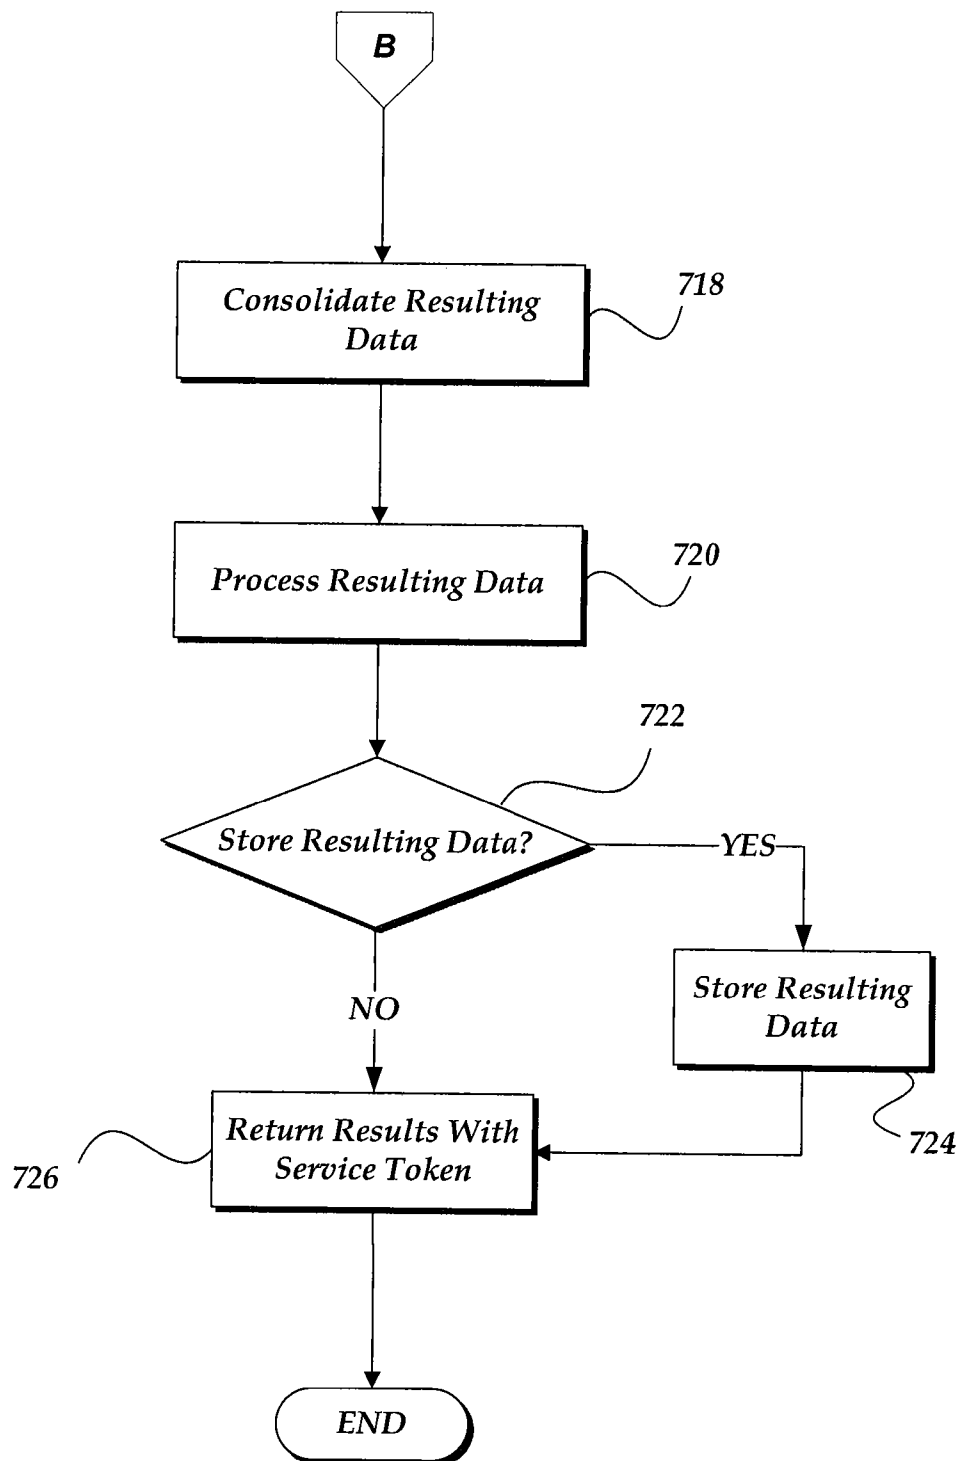 B
Consolidate Resulting
Data
718
Process Resulting Data
720
722
Store Resulting Data?
YES
NO
Store Resulting
Data
724
Return Results With
Service Token
726
END